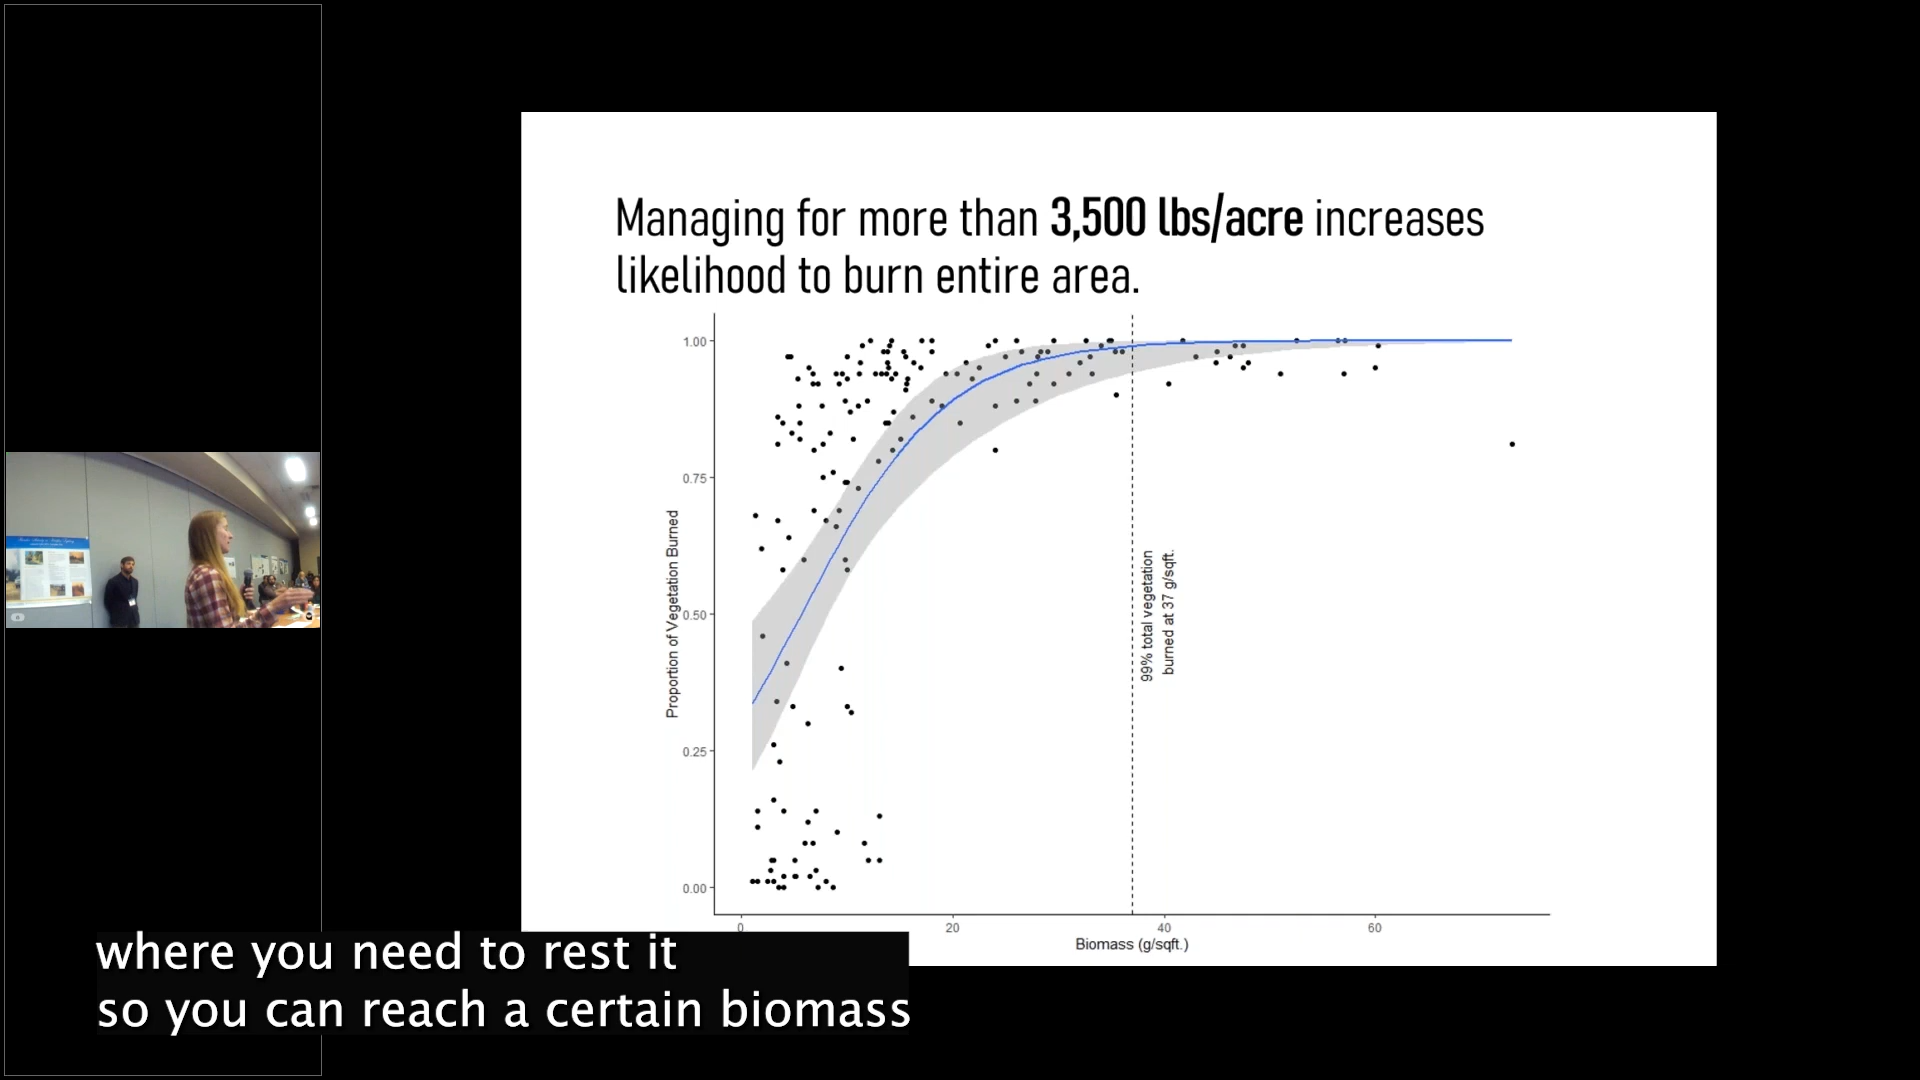 Managing for more than 3,500 lbs/acre increases
likelihood to burn entire area.
1.00
0.75
0.50
0.25
0.00
Proportion of Vegetation Burned
99% total vegetation
burned at 37 g/sqft.
0
20
40
60
Biomass (g/sqft.)
where you need to rest it
so you can reach a certain biomass